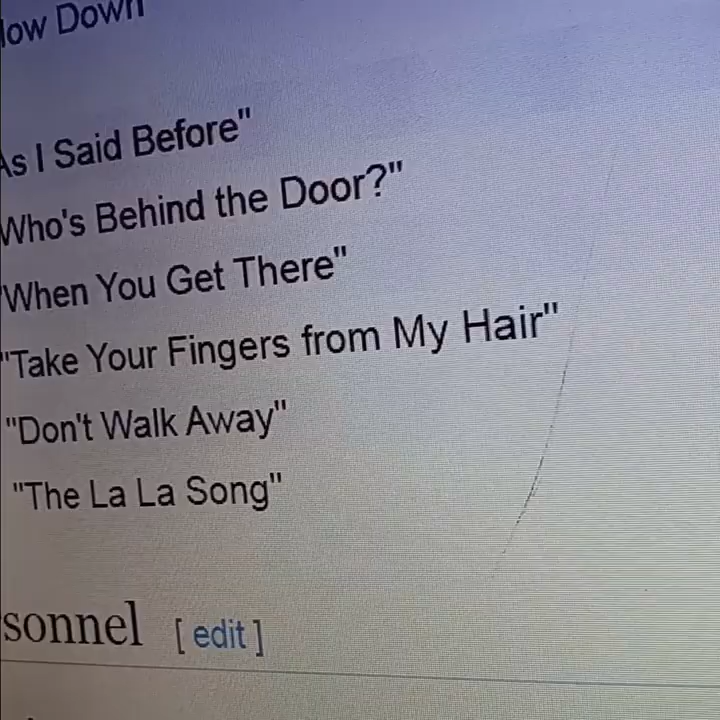 low Down
As I Said Before"
Who's Behind the Door?"
"When You Get There"
"Take Your Fingers from My Hair"
"Don't Walk Away"
"The La La Song"
sonnel [ edit ]